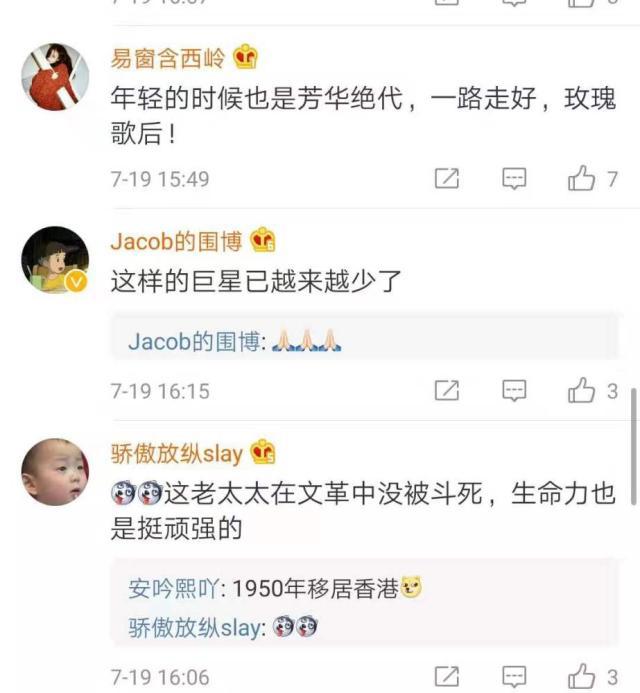 易窗含西岭
年轻的时候也是芳华绝代，一路走好，玫瑰
歌后！
7-19 15:49
7
Jacob的围博
这样的巨星已越来越少了
Jacob的围博:🙏🏻🙏🏻🙏🏻
7-19 16:15
3
骄傲放纵slay
这老太太在文革中没被斗死，生命力也
是挺顽强的
安吟熙吖: 1950年移居香港
骄傲放纵slay:
7-19 16:06
3